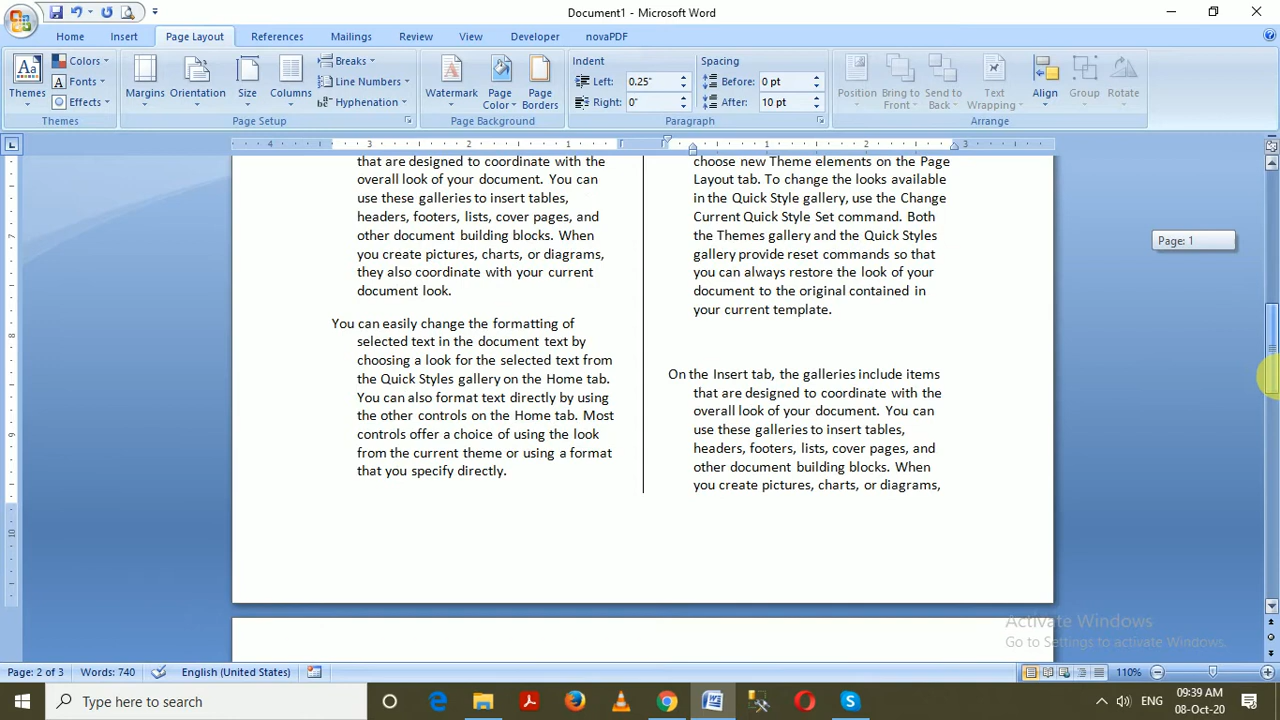 Document1 - Microsoft Word
Home Insert Page Layout References Mailings Review View Developer novaPDF
Themes
Colors
Fonts
Effects
Themes
Margins
Orientation
Size
Columns
Breaks
Line Numbers
Hyphenation
Page Setup
Watermark
Page Color
Page Borders
Page Background
Indent
Left: 0.25"
Right: 0"
Spacing
Before: 0 pt
After: 10 pt
Paragraph
Position
Bring to Front
Send to Back
Text Wrapping
Align
Group
Rotate
Arrange
4 3 2 1 1 2 3
7
8
9
10
that are designed to coordinate with the
overall look of your document. You can
use these galleries to insert tables,
headers, footers, lists, cover pages, and
other document building blocks. When
you create pictures, charts, or diagrams,
they also coordinate with your current
document look.
You can easily change the formatting of
selected text in the document text by
choosing a look for the selected text from
the Quick Styles gallery on the Home tab.
You can also format text directly by using
the other controls on the Home tab. Most
controls offer a choice of using the look
from the current theme or using a format
that you specify directly.
choose new Theme elements on the Page
Layout tab. To change the looks available
in the Quick Style gallery, use the Change
Current Quick Style Set command. Both
the Themes gallery and the Quick Styles
gallery provide reset commands so that
you can always restore the look of your
document to the original contained in
your current template.
On the Insert tab, the galleries include items
that are designed to coordinate with the
overall look of your document. You can
use these galleries to insert tables,
headers, footers, lists, cover pages, and
other document building blocks. When
you create pictures, charts, or diagrams,
Page: 1
Activate Windows
Go to Settings to activate Windows.
Page: 2 of 3 Words: 740 English (United States) 110%
Type here to search
ENG
09:39 AM
08-Oct-20